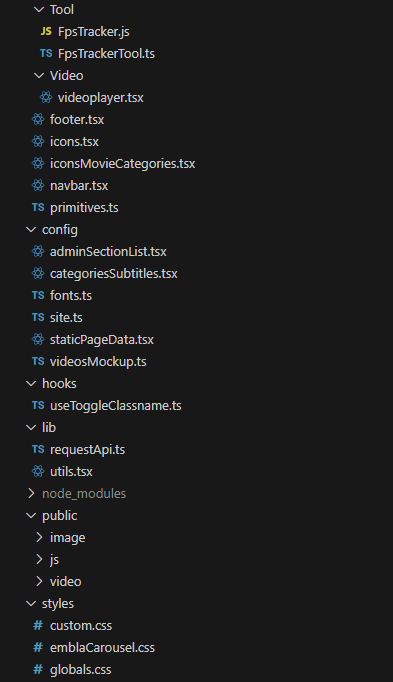 Tool
JS FpsTracker.js
TS FpsTrackerTool.ts
Video
videoplayer.tsx
footer.tsx
icons.tsx
iconsMovieCategories.tsx
navbar.tsx
TS primitives.ts
config
adminSectionList.tsx
categoriesSubtitles.tsx
TS fonts.ts
TS site.ts
staticPageData.tsx
TS videosMockup.ts
hooks
TS useToggleClassname.ts
lib
TS requestApi.ts
utils.tsx
node_modules
public
image
js
video
styles
# custom.css
# emblaCarousel.css
# globals.css